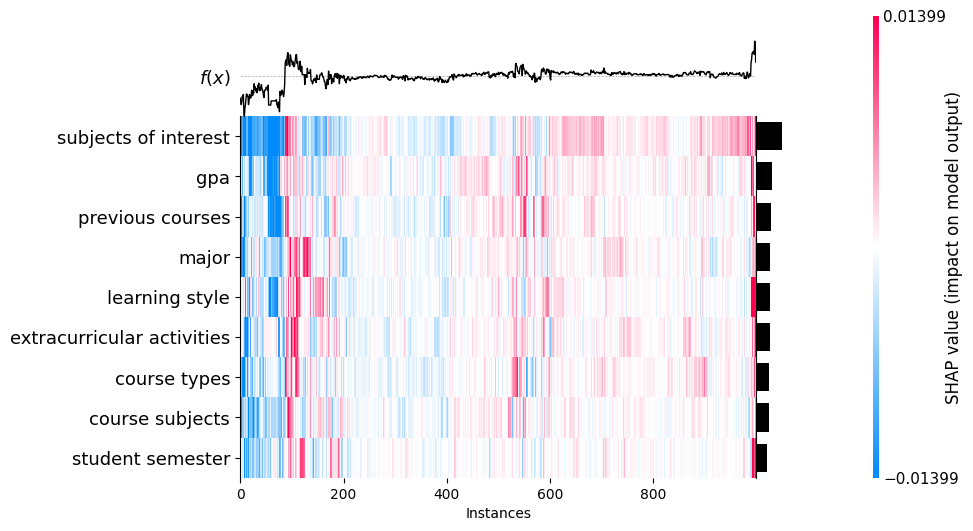 0.01399
f(x)
subjects of interest
gpa
previous courses
major
learning style
extracurricular activities
course types
course subjects
student semester
0 200 400 600 800
Instances
−0.01399
SHAP value (impact on model output)